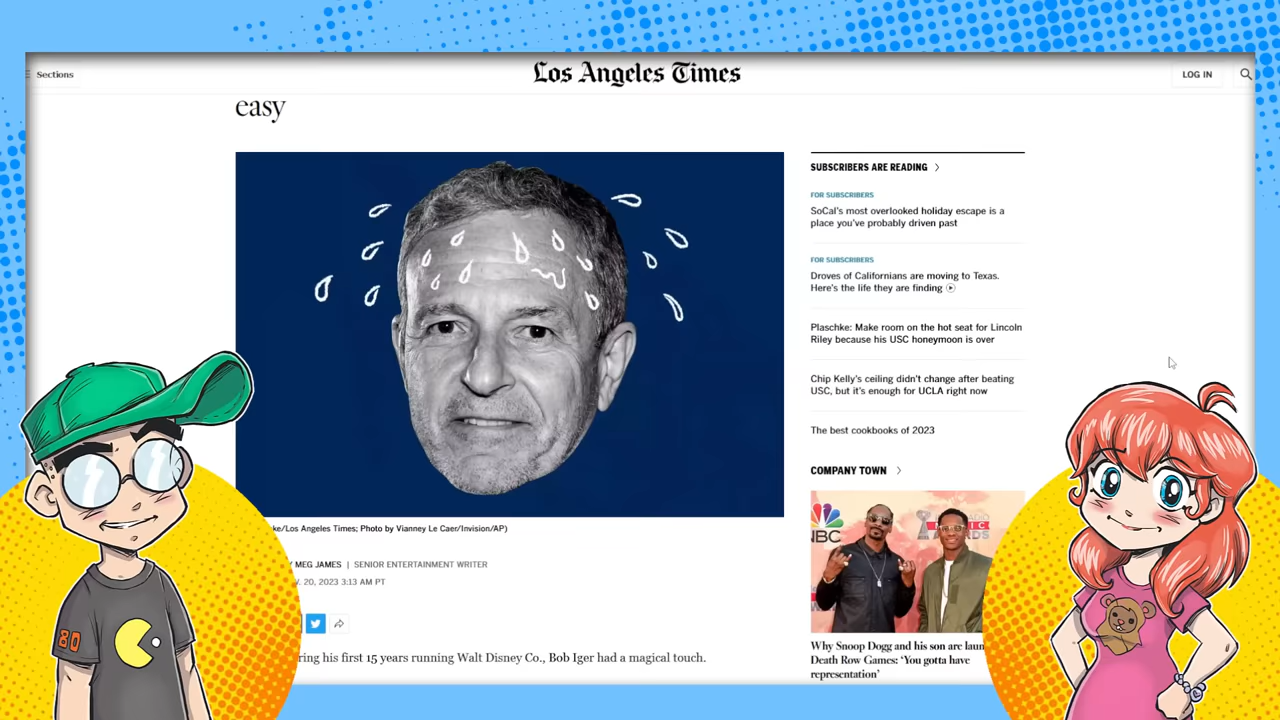 Sections
Los Angeles Times
LOG IN
easy
SUBSCRIBERS ARE READING
FOR SUBSCRIBERS
SoCal's most overlooked holiday escape is a
place you've probably driven past
FOR SUBSCRIBERS
Droves of Californians are moving to Texas.
Here's the life they are finding
Plaschke: Make room on the hot seat for Lincoln
Riley because his USC honeymoon is over
Chip Kelly's ceiling didn't change after beating
USC, but it's enough for UCLA right now
The best cookbooks of 2023
COMPANY TOWN
NBC
MUSIC
AWARDS
Why Snoop Dogg and his son are laun
Death Row Games: 'You gotta have
representation'
ke/Los Angeles Times; Photo by Vianney Le Caer/Invision/AP)
MEG JAMES | SENIOR ENTERTAINMENT WRITER
20, 2023 3:13 AM PT
ring his first 15 years running Walt Disney Co., Bob Iger had a magical touch.
80